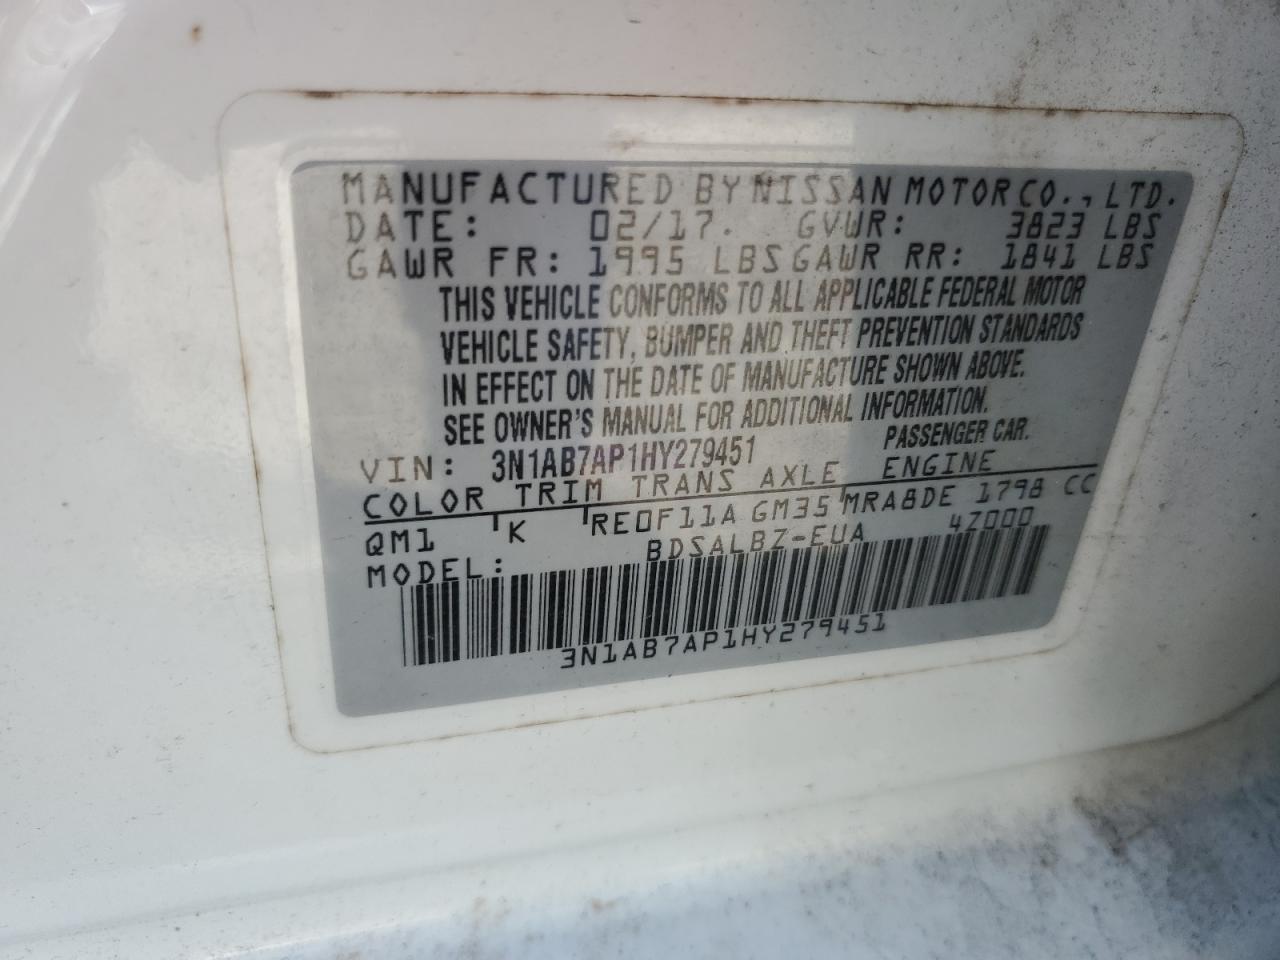 MANUFACTURED BY NISSAN MOTOR CO., LTD.
DATE: 02/17. GVWR: 3823 LBS
GAWR FR: 1995 LBS GAWR RR: 1841 LBS
THIS VEHICLE CONFORMS TO ALL APPLICABLE FEDERAL MOTOR
VEHICLE SAFETY, BUMPER AND THEFT PREVENTION STANDARDS
IN EFFECT ON THE DATE OF MANUFACTURE SHOWN ABOVE.
SEE OWNER'S MANUAL FOR ADDITIONAL INFORMATION.
VIN: 3N1AB7AP1HY279451 PASSENGER CAR.
COLOR TRIM TRANS AXLE ENGINE
QM1 K RE0F11A GM35 MRA8DE 1798 CC
MODEL: BDSALBZ-EUA 4Z000
3N1AB7AP1HY279451